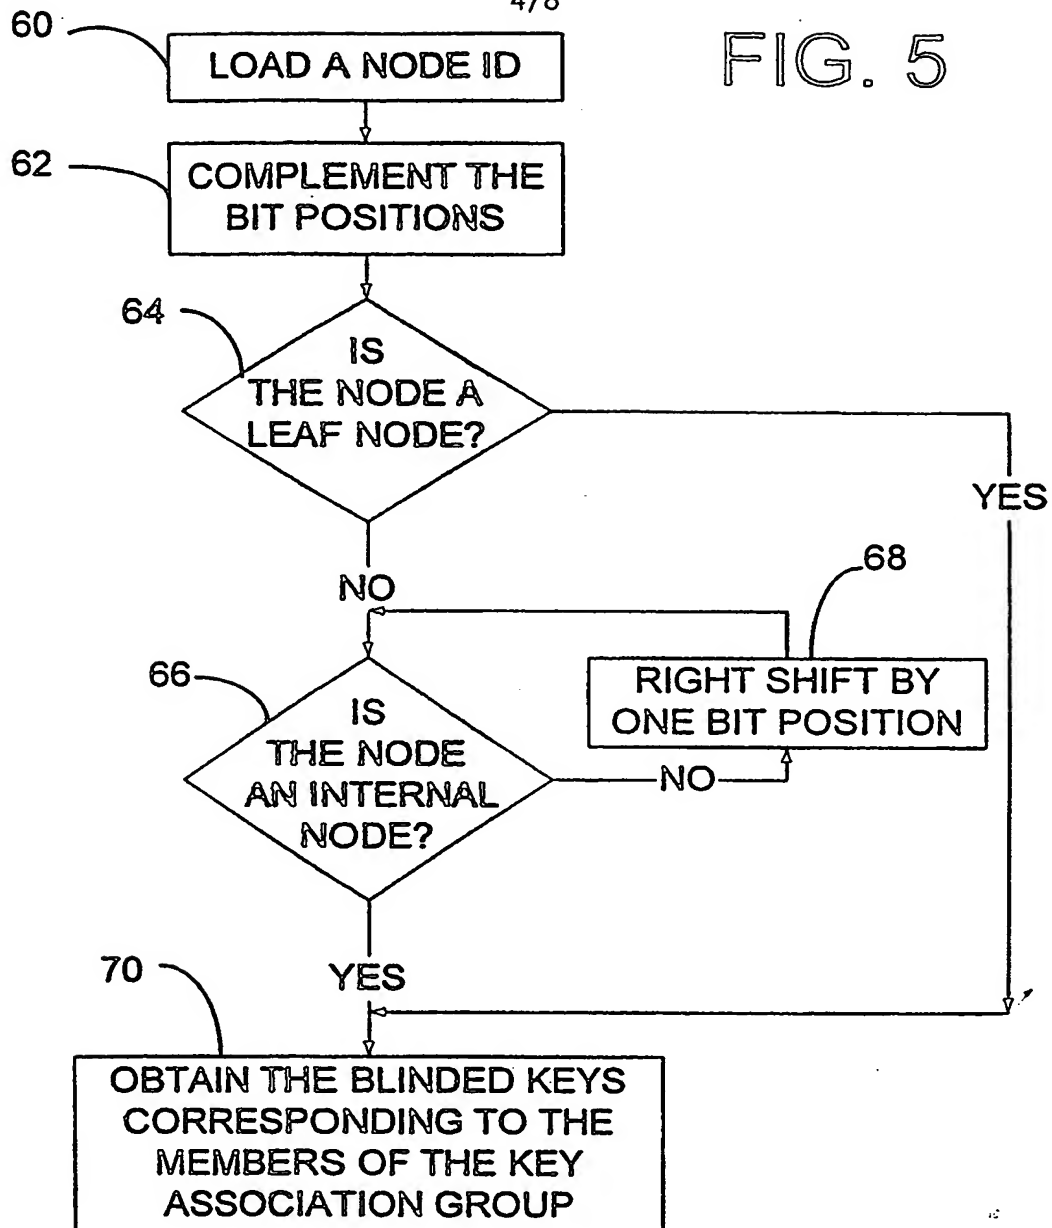 4/8
60
LOAD A NODE ID
FIG. 5
62
COMPLEMENT THE
BIT POSITIONS
64
IS
THE NODE A
LEAF NODE?
YES
NO
68
66
RIGHT SHIFT BY
ONE BIT POSITION
IS
THE NODE
AN INTERNAL
NODE?
NO
YES
70
OBTAIN THE BLINDED KEYS
CORRESPONDING TO THE
MEMBERS OF THE KEY
ASSOCIATION GROUP